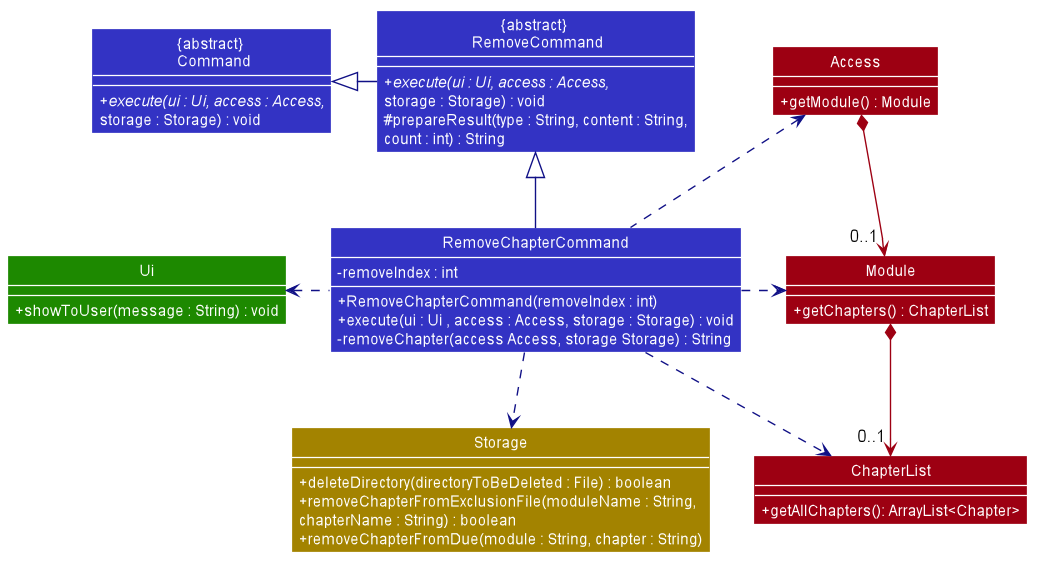 {abstract}
Command
+execute(ui : Ui, access : Access,
storage : Storage) : void
{abstract}
RemoveCommand
+execute(ui : Ui, access : Access,
storage : Storage) : void
#prepareResult(type : String, content : String,
count : int) : String
Access
+getModule() : Module
0..1
Ui
+showToUser(message : String) : void
RemoveChapterCommand
-removeIndex : int
+RemoveChapterCommand(removeIndex : int)
+execute(ui : Ui , access : Access, storage : Storage) : void
-removeChapter(access Access, storage Storage) : String
Module
+getChapters() : ChapterList
0..1
Storage
+deleteDirectory(directoryToBeDeleted : File) : boolean
+removeChapterFromExclusionFile(moduleName : String,
chapterName : String) : boolean
+removeChapterFromDue(module : String, chapter : String)
ChapterList
+getAllChapters(): ArrayList<Chapter>